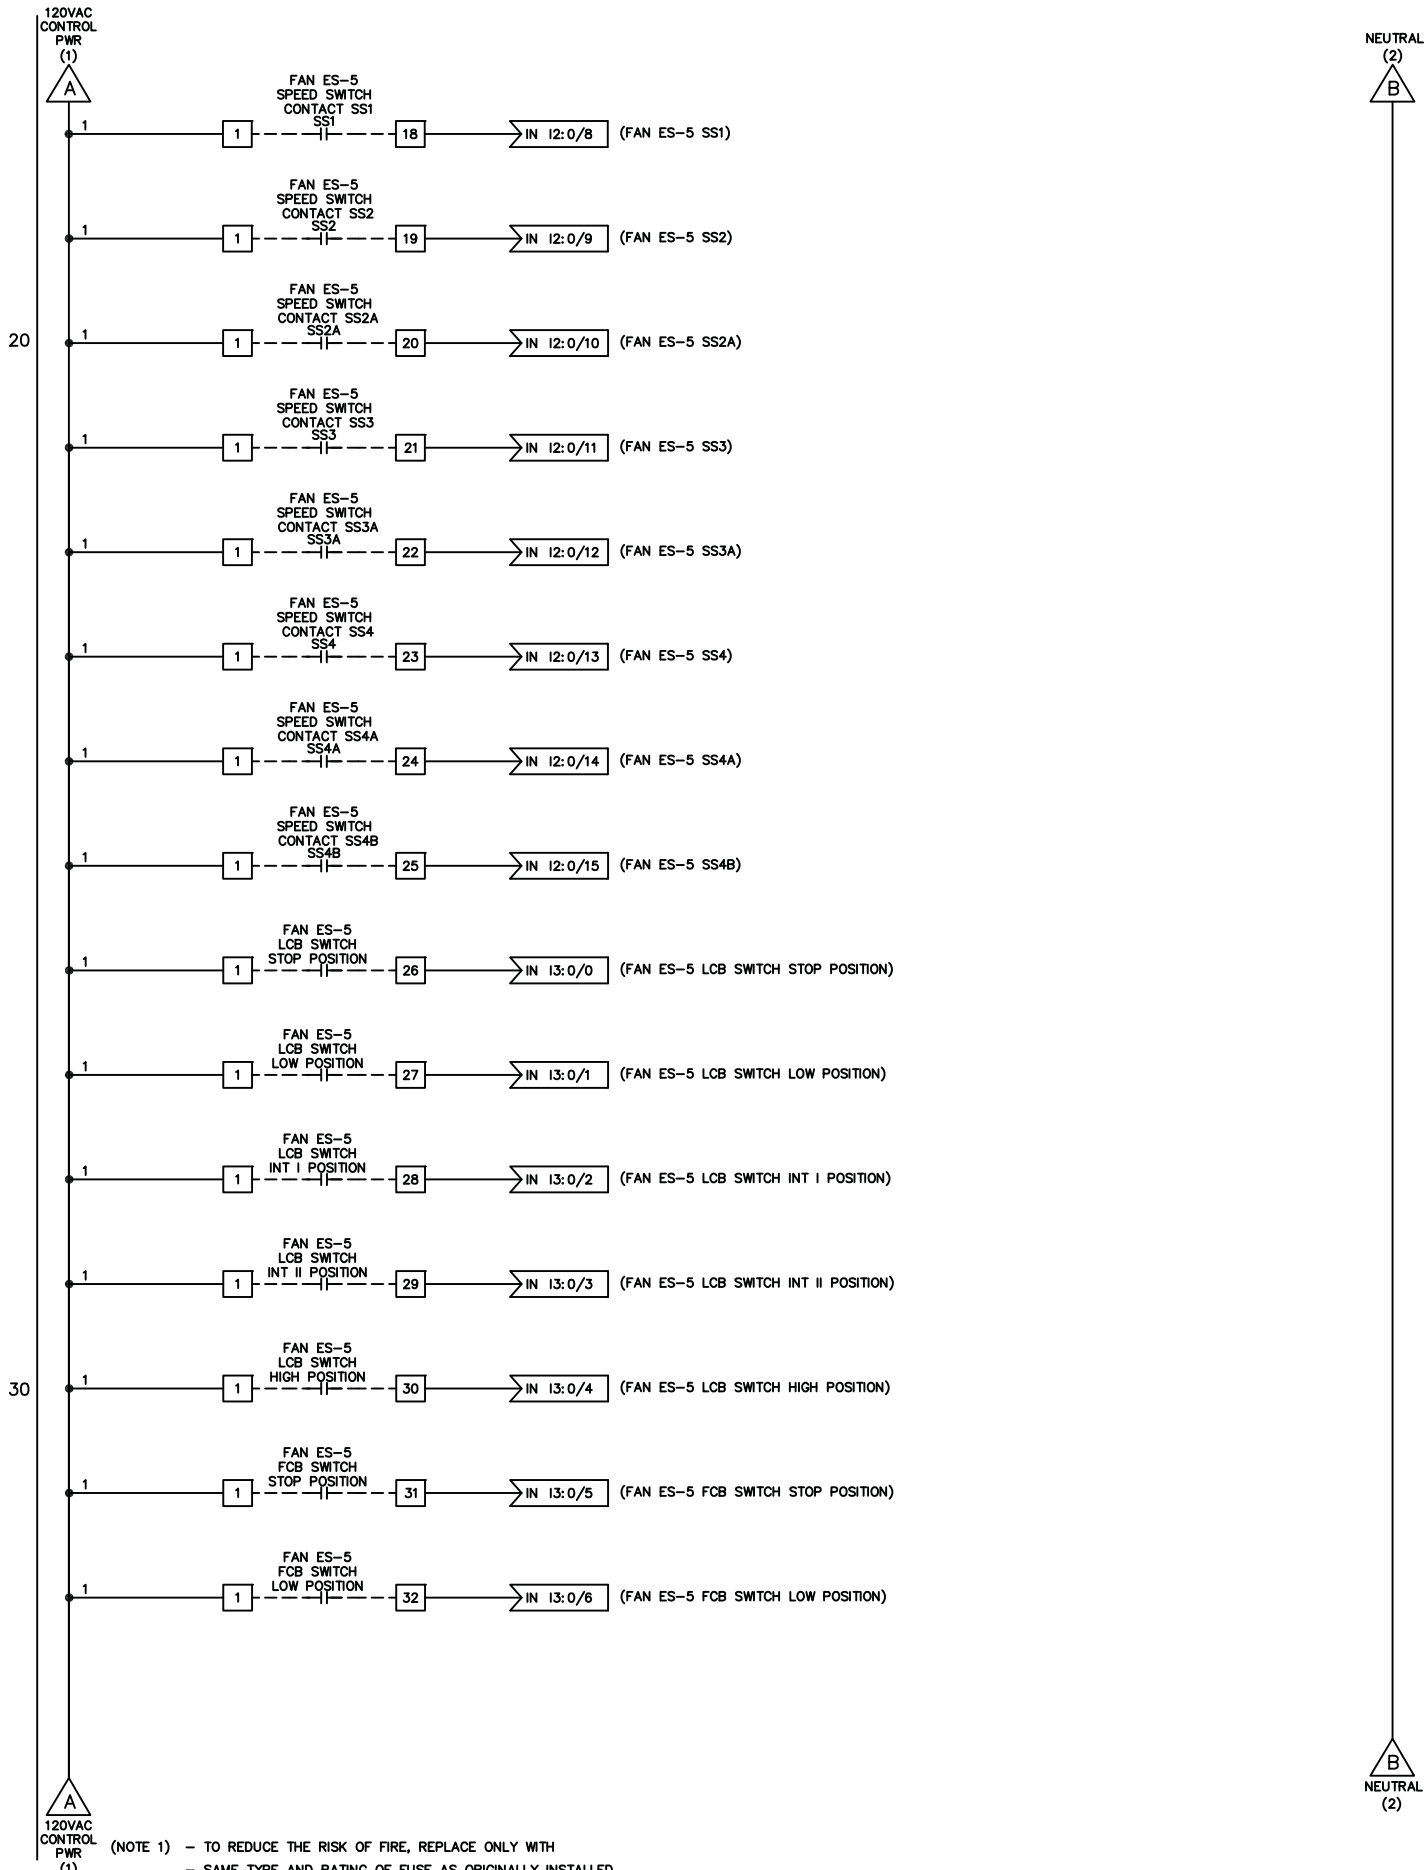 120VAC
CONTROL
PWR
(1)
A
NEUTRAL
(2)
B
FAN ES-5
SPEED SWITCH
CONTACT SS1
SS1
1 1 18 IN I2:0/8 (FAN ES-5 SS1)
FAN ES-5
SPEED SWITCH
CONTACT SS2
SS2
1 1 19 IN I2:0/9 (FAN ES-5 SS2)
FAN ES-5
SPEED SWITCH
CONTACT SS2A
SS2A
20 1 1 20 IN I2:0/10 (FAN ES-5 SS2A)
FAN ES-5
SPEED SWITCH
CONTACT SS3
SS3
1 1 21 IN I2:0/11 (FAN ES-5 SS3)
FAN ES-5
SPEED SWITCH
CONTACT SS3A
SS3A
1 1 22 IN I2:0/12 (FAN ES-5 SS3A)
FAN ES-5
SPEED SWITCH
CONTACT SS4
SS4
1 1 23 IN I2:0/13 (FAN ES-5 SS4)
FAN ES-5
SPEED SWITCH
CONTACT SS4A
SS4A
1 1 24 IN I2:0/14 (FAN ES-5 SS4A)
FAN ES-5
SPEED SWITCH
CONTACT SS4B
SS4B
1 1 25 IN I2:0/15 (FAN ES-5 SS4B)
FAN ES-5
LCB SWITCH
STOP POSITION
1 1 26 IN I3:0/0 (FAN ES-5 LCB SWITCH STOP POSITION)
FAN ES-5
LCB SWITCH
LOW POSITION
1 1 27 IN I3:0/1 (FAN ES-5 LCB SWITCH LOW POSITION)
FAN ES-5
LCB SWITCH
INT I POSITION
1 1 28 IN I3:0/2 (FAN ES-5 LCB SWITCH INT I POSITION)
FAN ES-5
LCB SWITCH
INT II POSITION
1 1 29 IN I3:0/3 (FAN ES-5 LCB SWITCH INT II POSITION)
FAN ES-5
LCB SWITCH
HIGH POSITION
30 1 1 30 IN I3:0/4 (FAN ES-5 LCB SWITCH HIGH POSITION)
FAN ES-5
FCB SWITCH
STOP POSITION
1 1 31 IN I3:0/5 (FAN ES-5 FCB SWITCH STOP POSITION)
FAN ES-5
FCB SWITCH
LOW POSITION
1 1 32 IN I3:0/6 (FAN ES-5 FCB SWITCH LOW POSITION)
B
NEUTRAL
(2)
A
120VAC
CONTROL
PWR
(1)
(NOTE 1) - TO REDUCE THE RISK OF FIRE, REPLACE ONLY WITH
- SAME TYPE AND RATING OF FUSE AS ORIGINALLY INSTALLED